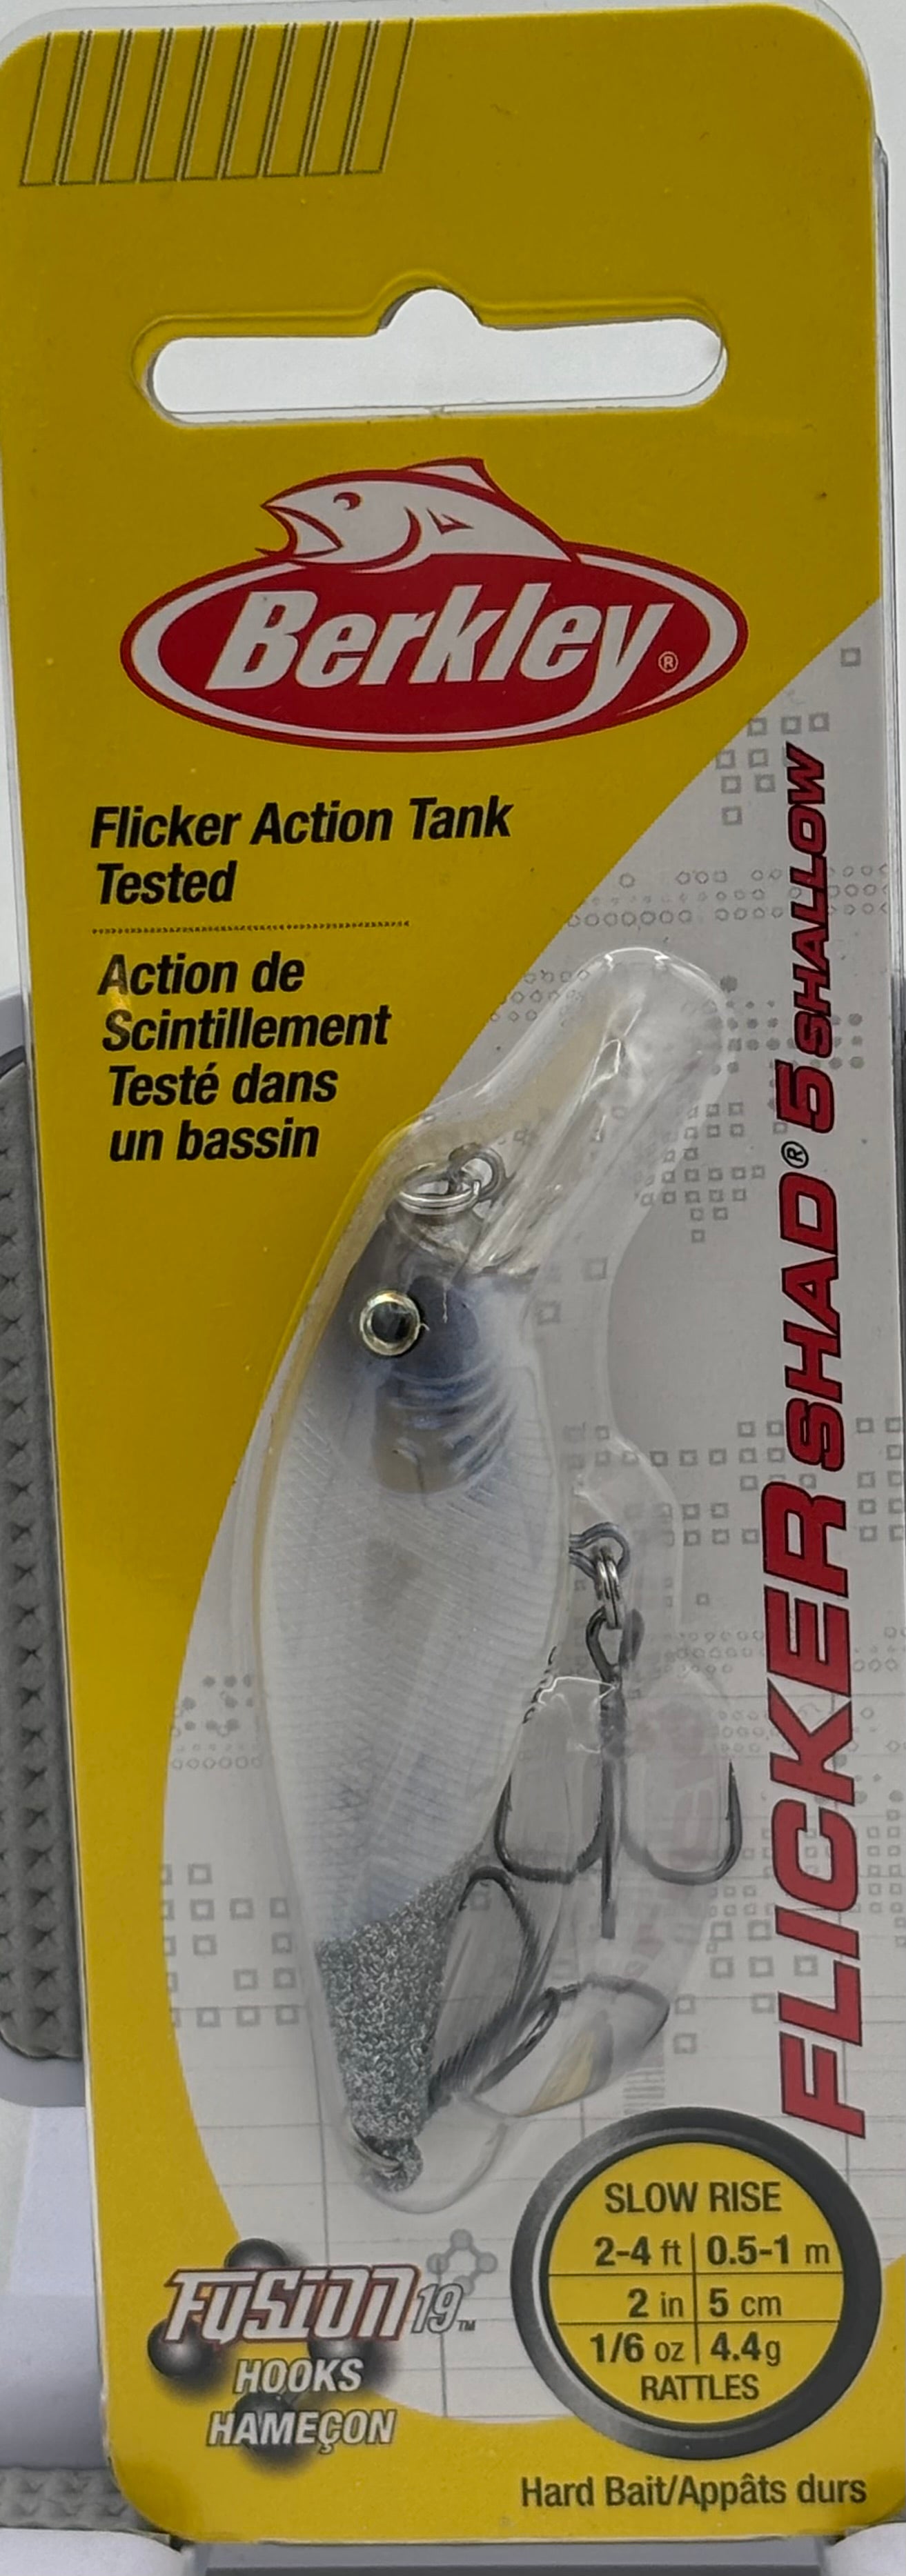 Berkley®
Flicker Action Tank
Tested
Action de
Scintillement
Testé dans
un bassin
FLICKER SHAD® 5 SHALLOW
SLOW RISE
2-4 ft | 0.5-1 m
2 in | 5 cm
1/6 oz | 4.4g
RATTLES
FUSION19™
HOOKS
HAMEÇON
Hard Bait/Appâts durs